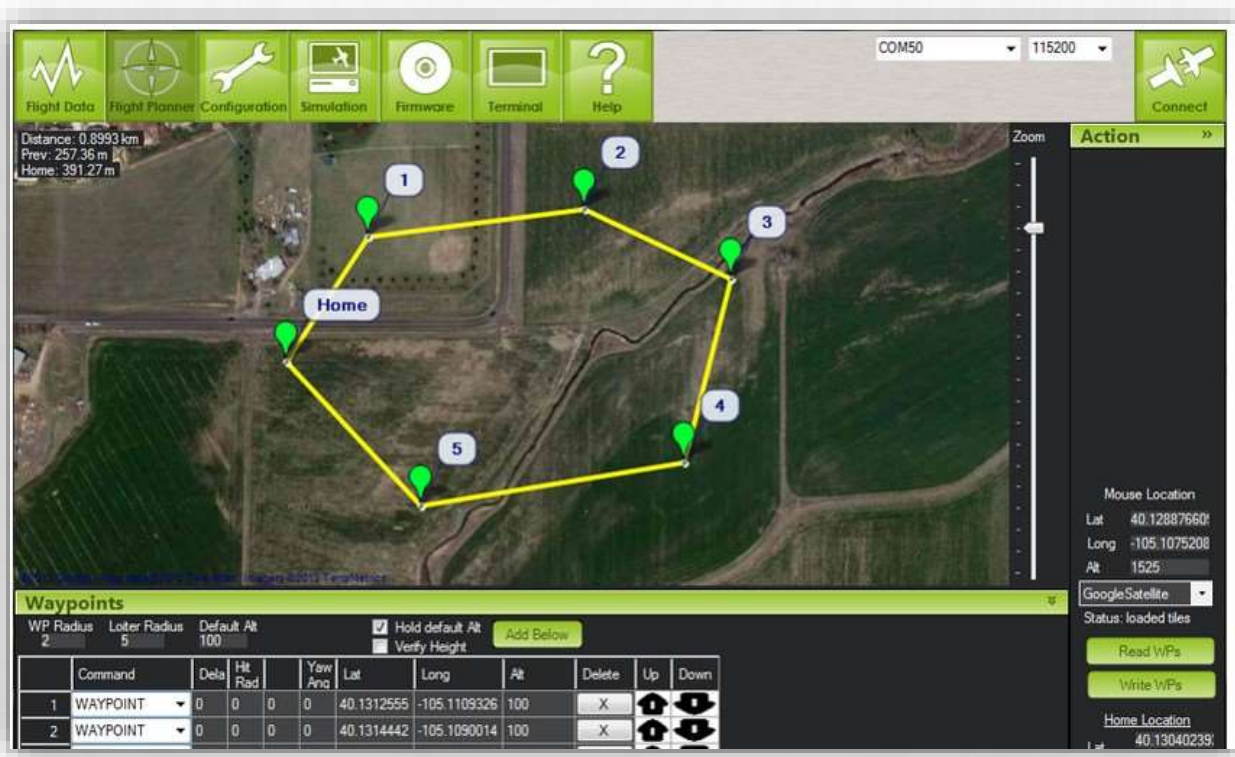 Flight Data Flight Planner Configuration Simulation Firmware Terminal Help COM50 115200 Connect
Distance: 0.8993 km
Prev: 257.36 m
Home: 391.27 m
Zoom
Action »
1
2
3
Home
4
5
Mouse Location
Lat 40.12887660
Long -105.1075208
Alt 1525
GoogleSatellite
Status: loaded tiles
Read WPs
Write WPs
Home Location
Lat 40.13040239
Waypoints
WP Radius Loiter Radius Default Alt
2 5 100
Hold default Alt
Verify Height
Add Below
Command Dela Hit Rad Yaw Ang Lat Long Alt Delete Up Down
1 WAYPOINT 0 0 0 0 40.1312555 -105.1109326 100 X
2 WAYPOINT 0 0 0 0 40.1314442 -105.1090014 100 X